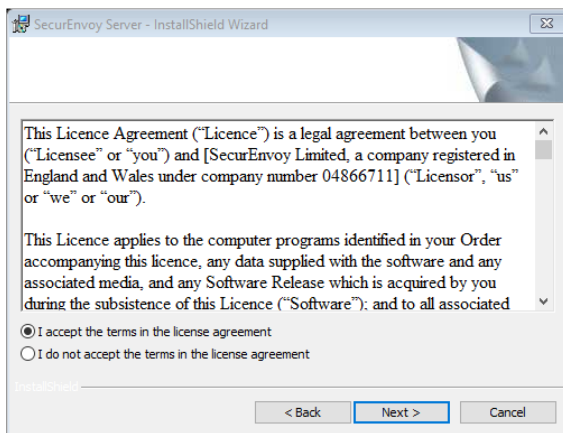 SecurEnvoy Server - InstallShield Wizard
This Licence Agreement (“Licence”) is a legal agreement between you
(“Licensee” or “you”) and [SecurEnvoy Limited, a company registered in
England and Wales under company number 04866711] (“Licensor”, “us”
or “we” or “our”).
This Licence applies to the computer programs identified in your Order
accompanying this licence, any data supplied with the software and any
associated media, and any Software Release which is acquired by you
during the subsistence of this Licence (“Software”); and to all associated
I accept the terms in the license agreement
I do not accept the terms in the license agreement
InstallShield
< Back Next > Cancel